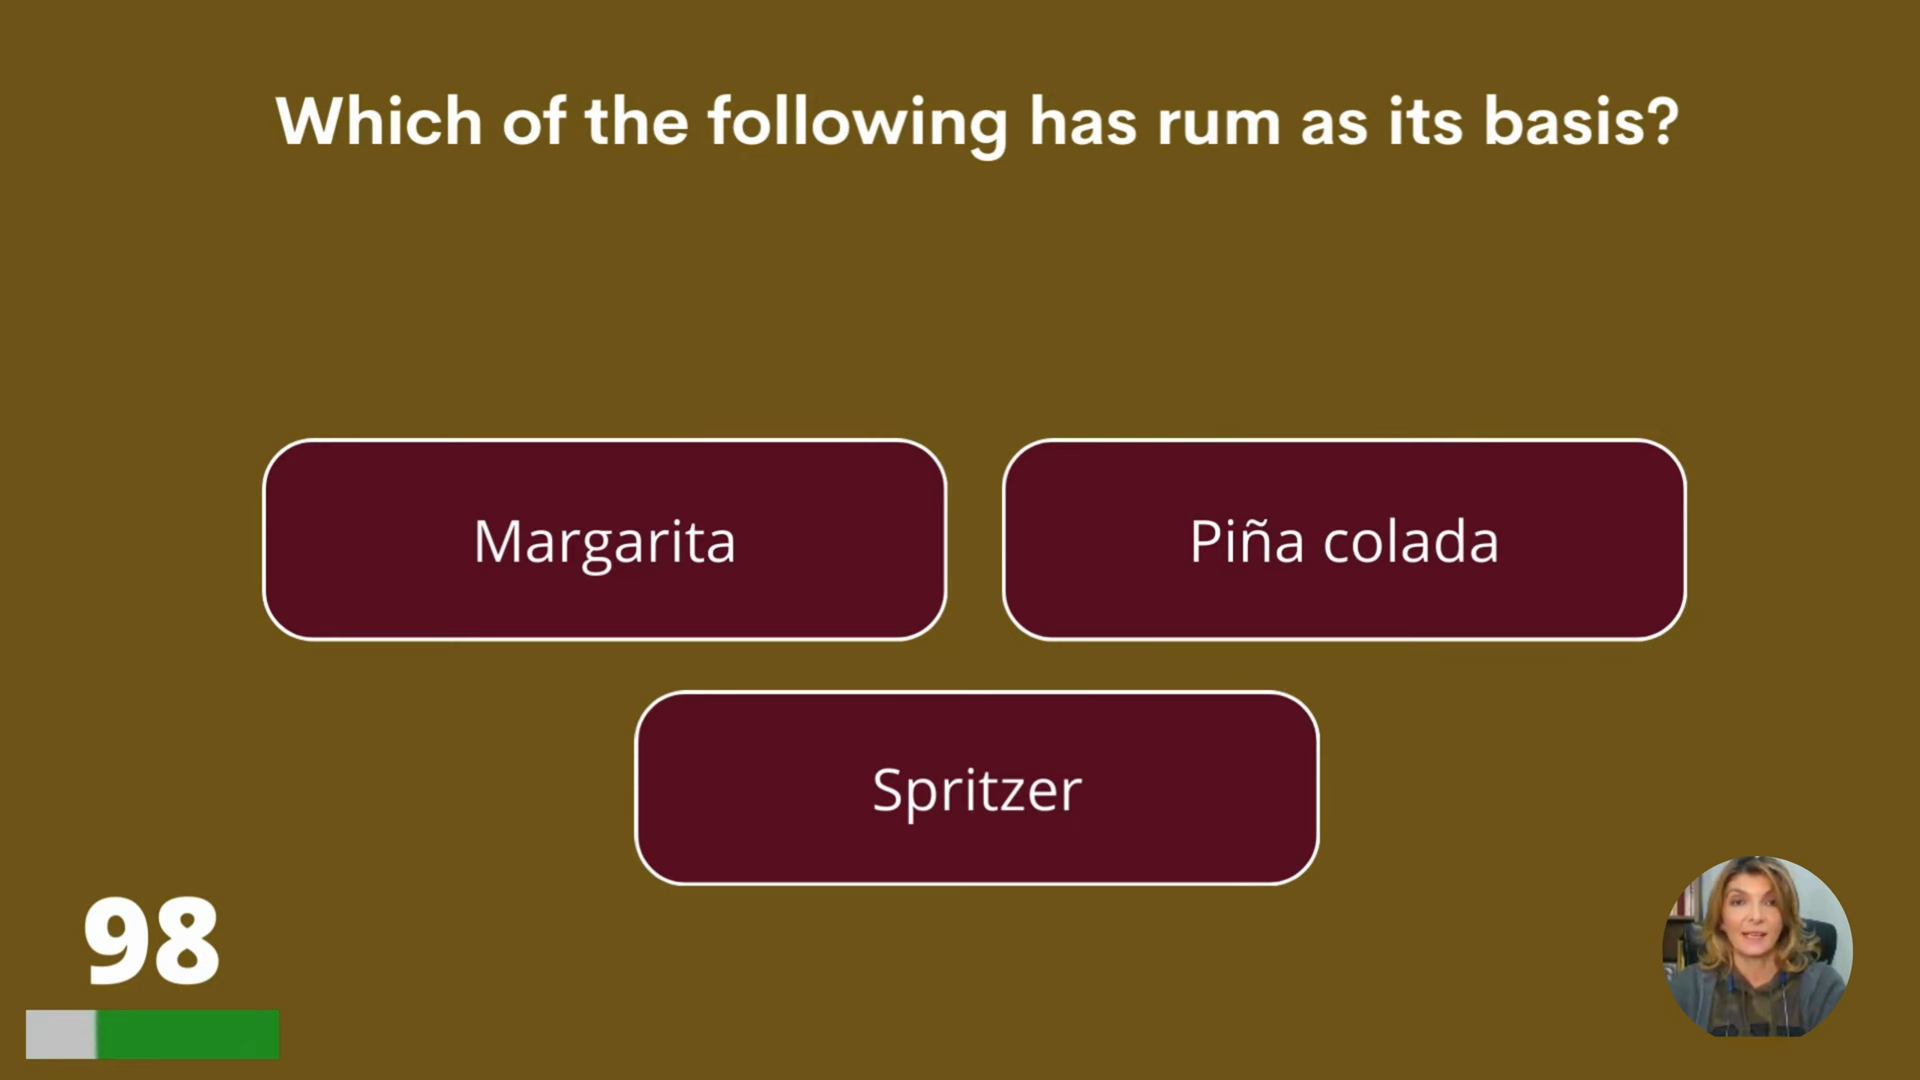 Which of the following has rum as its basis?
Margarita
Piña colada
Spritzer
98